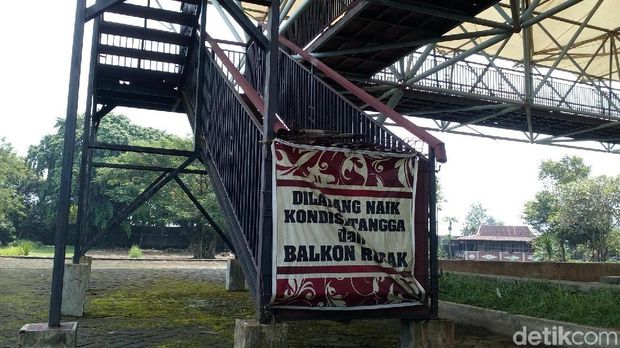 DILARANG NAIK
KONDISI TANGGA
dan
BALKON RUSAK
detikcom